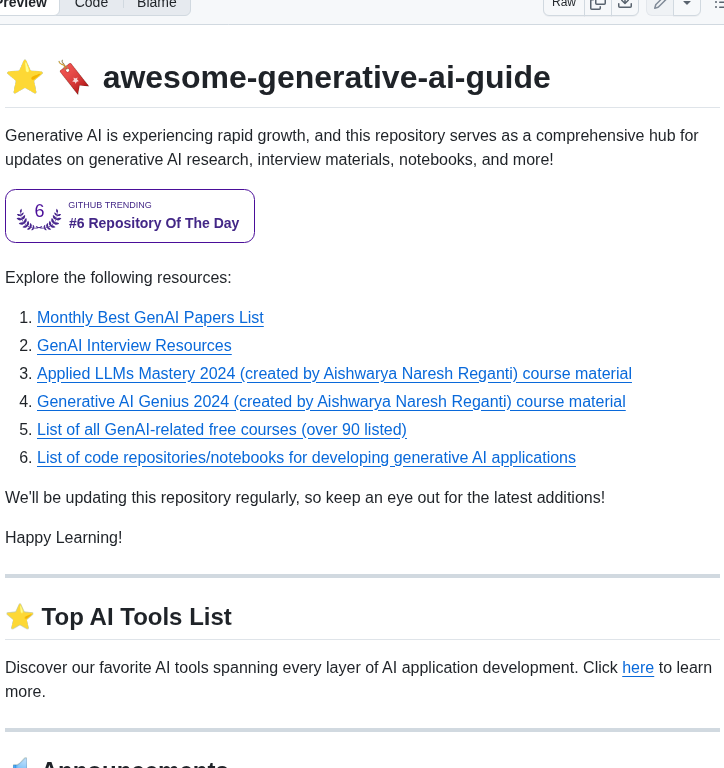 Preview Code Blame Raw
awesome-generative-ai-guide
Generative AI is experiencing rapid growth, and this repository serves as a comprehensive hub for
updates on generative AI research, interview materials, notebooks, and more!
6 GITHUB TRENDING
#6 Repository Of The Day
Explore the following resources:
1. Monthly Best GenAI Papers List
2. GenAI Interview Resources
3. Applied LLMs Mastery 2024 (created by Aishwarya Naresh Reganti) course material
4. Generative AI Genius 2024 (created by Aishwarya Naresh Reganti) course material
5. List of all GenAI-related free courses (over 90 listed)
6. List of code repositories/notebooks for developing generative AI applications
We'll be updating this repository regularly, so keep an eye out for the latest additions!
Happy Learning!
Top AI Tools List
Discover our favorite AI tools spanning every layer of AI application development. Click here to learn
more.
Announcements